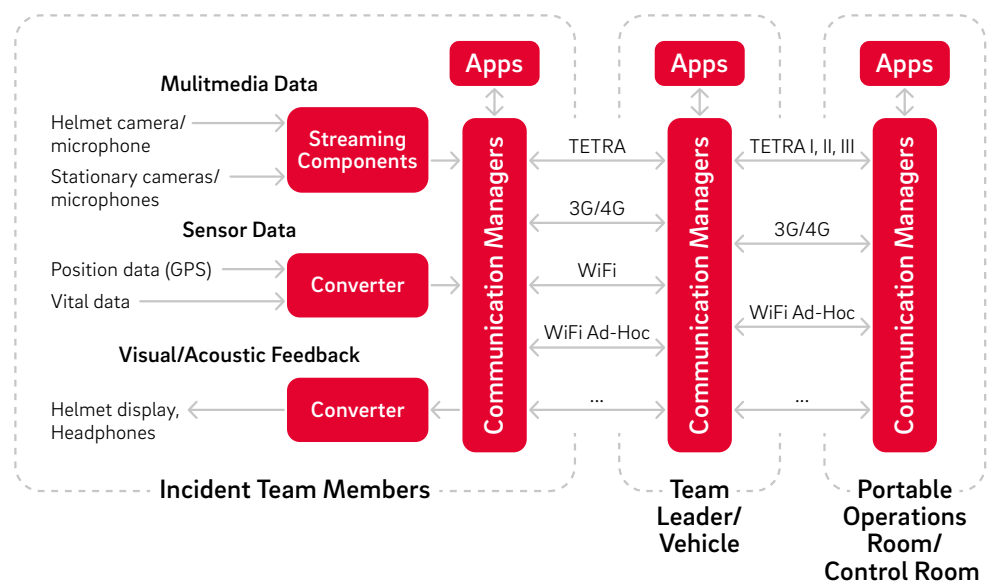 Mulitmedia Data
Helmet camera/
microphone
Stationary cameras/
microphones
Streaming
Components
Sensor Data
Position data (GPS)
Vital data
Converter
Visual/Acoustic Feedback
Helmet display,
Headphones
Converter
Apps
Communication Managers
TETRA
3G/4G
WiFi
WiFi Ad-Hoc
...
Apps
Communication Managers
TETRA I, II, III
3G/4G
WiFi Ad-Hoc
...
Apps
Communication Managers
Incident Team Members
Team
Leader/
Vehicle
Portable
Operations
Room/
Control Room